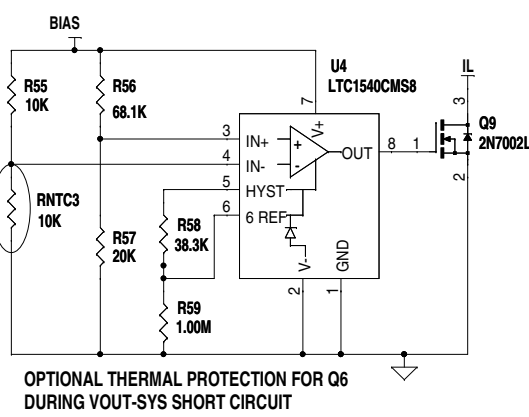 BIAS
R55
10K
R56
68.1K
U4
LTC1540CMS8
IL
7
3
V+
3
IN+
+
4
IN-
-
OUT
8
1
Q9
2N7002L
5
HYST
6
6 REF
2
RNTC3
10K
R57
20K
R58
38.3K
V-
GND
2
1
R59
1.00M
OPTIONAL THERMAL PROTECTION FOR Q6
DURING VOUT-SYS SHORT CIRCUIT